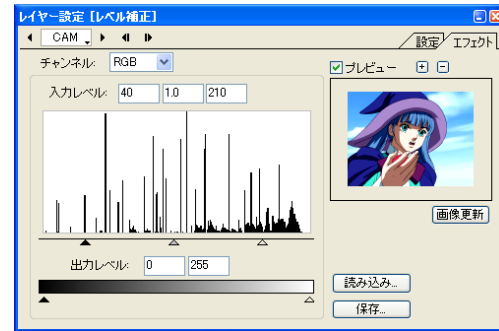 レイヤー設定 [レベル補正]
CAM
設定 エフェクト
チャンネル: RGB
プレビュー
入力レベル: 40 1.0 210
画像更新
出力レベル: 0 255
読み込み...
保存...